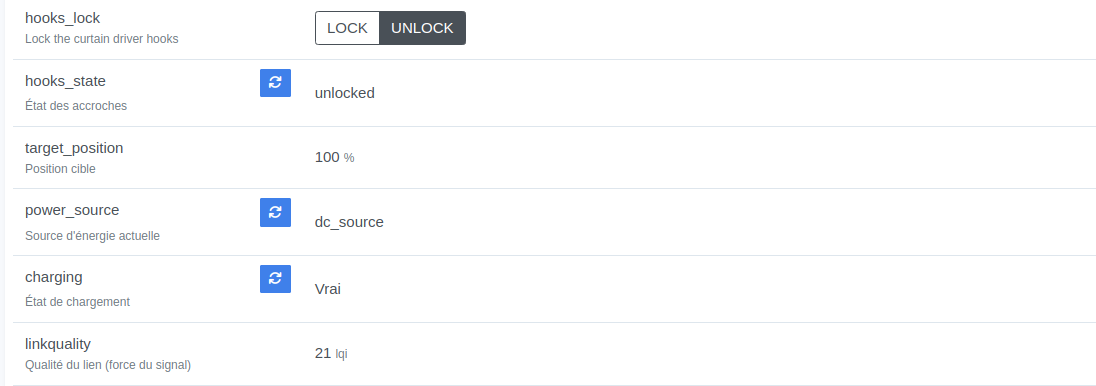 hooks_lock
Lock the curtain driver hooks
LOCK UNLOCK
hooks_state
État des accroches
unlocked
target_position
Position cible
100 %
power_source
Source d'énergie actuelle
dc_source
charging
État de chargement
Vrai
linkquality
Qualité du lien (force du signal)
21 lqi